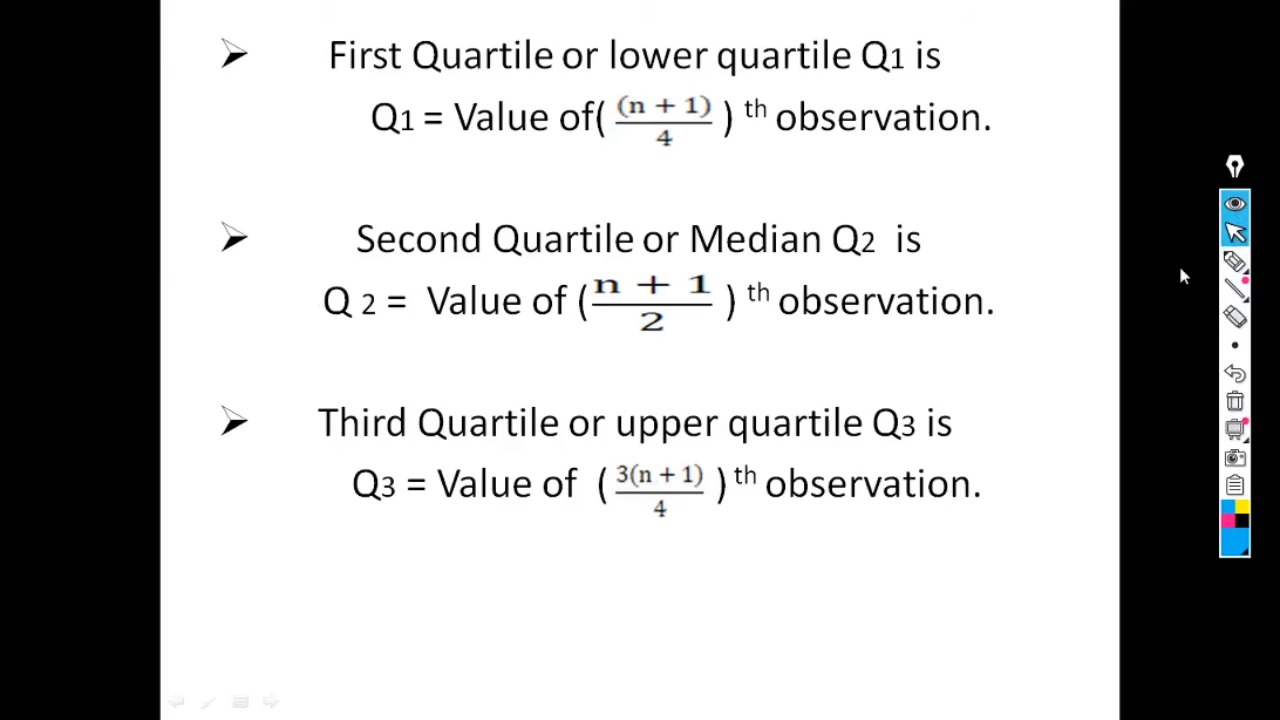 ➢ First Quartile or lower quartile Q1 is
Q1 = Value of( (n + 1)/4 ) th observation.
➢ Second Quartile or Median Q2 is
Q 2 = Value of ( n + 1/2 ) th observation.
➢ Third Quartile or upper quartile Q3 is
Q3 = Value of ( 3(n + 1)/4 ) th observation.